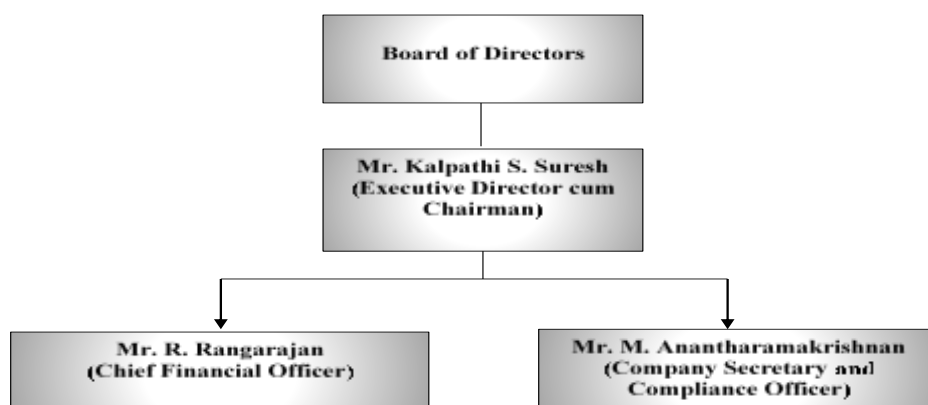 Board of Directors
Mr. Kalpathi S. Suresh
(Executive Director cum
Chairman)
Mr. R. Rangarajan
(Chief Financial Officer)
Mr. M. Anantharamakrishnan
(Company Secretary and
Compliance Officer)